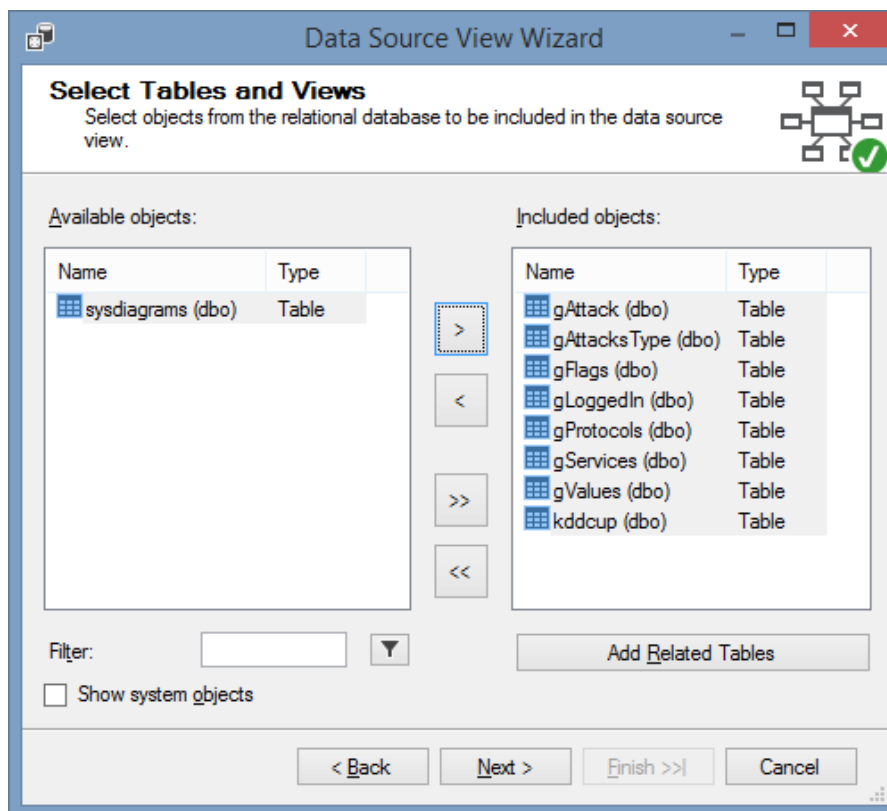 Data Source View Wizard
Select Tables and Views
Select objects from the relational database to be included in the data source
view.
Available objects:
Name Type
sysdiagrams (dbo) Table
>
<
>>
<<
Included objects:
Name Type
gAttack (dbo) Table
gAttacksType (dbo) Table
gFlags (dbo) Table
gLoggedIn (dbo) Table
gProtocols (dbo) Table
gServices (dbo) Table
gValues (dbo) Table
kddcup (dbo) Table
Filter:
Add Related Tables
Show system objects
< Back Next > Finish >>| Cancel